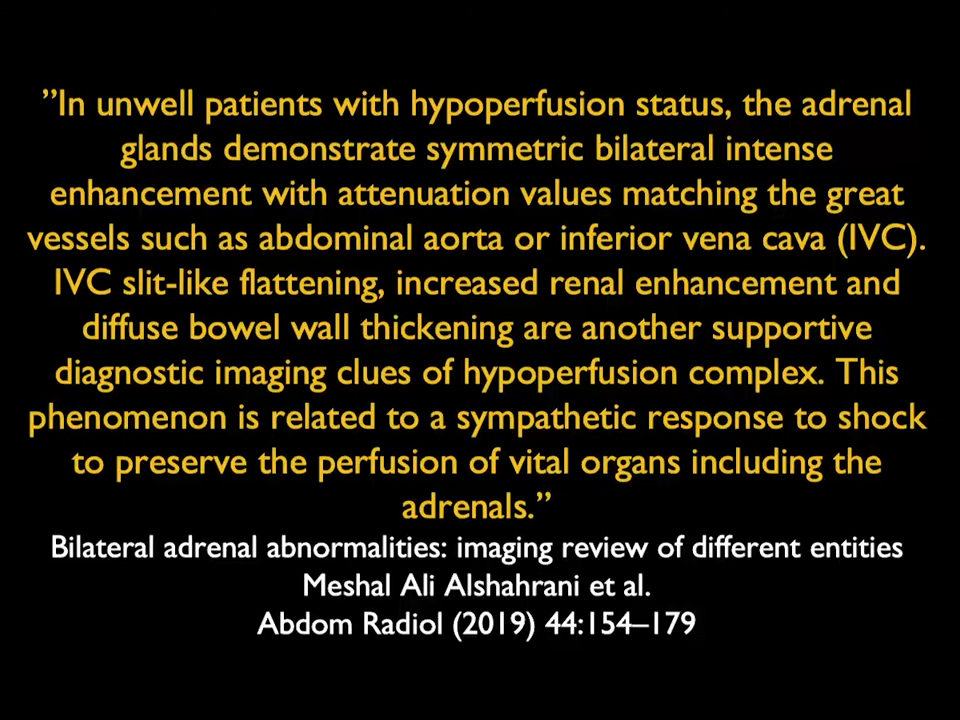 ”In unwell patients with hypoperfusion status, the adrenal
glands demonstrate symmetric bilateral intense
enhancement with attenuation values matching the great
vessels such as abdominal aorta or inferior vena cava (IVC).
IVC slit-like flattening, increased renal enhancement and
diffuse bowel wall thickening are another supportive
diagnostic imaging clues of hypoperfusion complex. This
phenomenon is related to a sympathetic response to shock
to preserve the perfusion of vital organs including the
adrenals.”
Bilateral adrenal abnormalities: imaging review of different entities
Meshal Ali Alshahrani et al.
Abdom Radiol (2019) 44:154–179